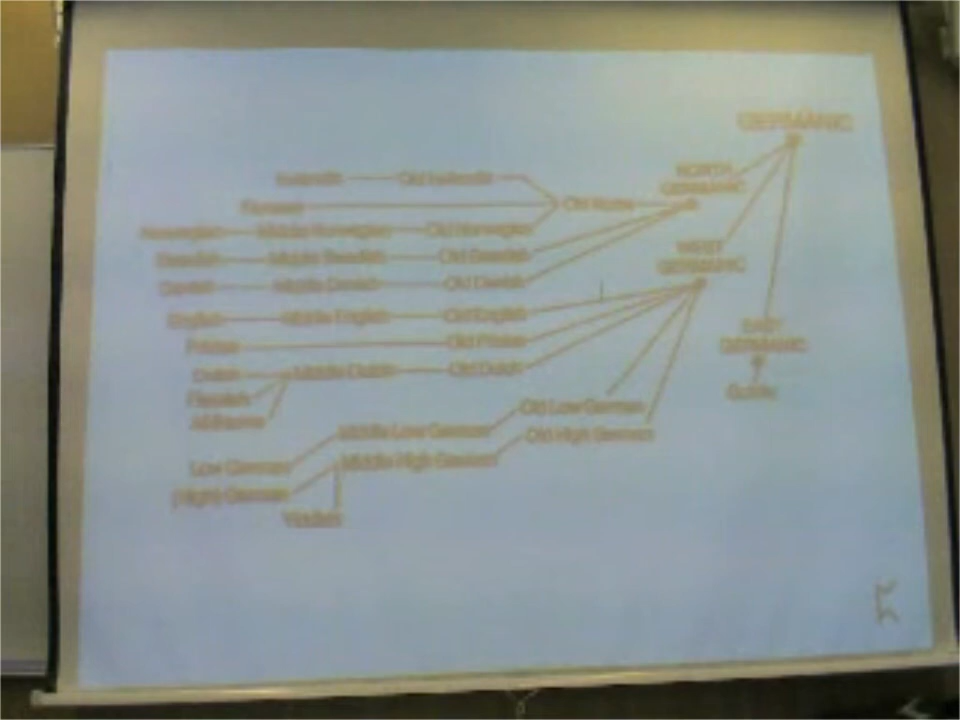 GERMANIC
NORTH
GERMANIC
Icelandic Old Icelandic
Faroese Old Norse
Norwegian Middle Norwegian Old Norwegian
WEST
GERMANIC
Swedish Middle Swedish Old Swedish
Danish Middle Danish Old Danish
English Middle English Old English
EAST
GERMANIC
Frisian Old Frisian
Dutch Middle Dutch Old Dutch
Flemish
Gothic
Afrikaans
Old Low German
Middle Low German Old High German
Low German Middle High German
(High) German
Yiddish